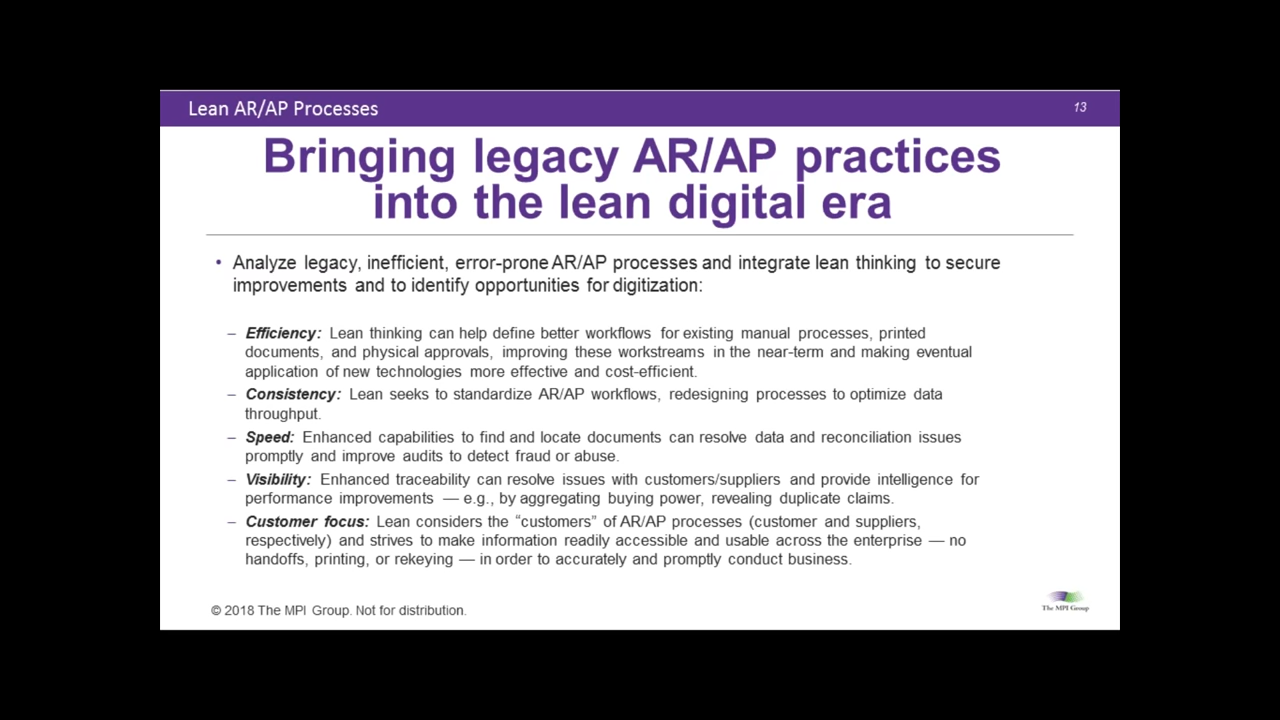 Lean AR/AP Processes
13
Bringing legacy AR/AP practices
into the lean digital era
• Analyze legacy, inefficient, error-prone AR/AP processes and integrate lean thinking to secure
improvements and to identify opportunities for digitization:
– Efficiency: Lean thinking can help define better workflows for existing manual processes, printed
documents, and physical approvals, improving these workstreams in the near-term and making eventual
application of new technologies more effective and cost-efficient.
– Consistency: Lean seeks to standardize AR/AP workflows, redesigning processes to optimize data
throughput.
– Speed: Enhanced capabilities to find and locate documents can resolve data and reconciliation issues
promptly and improve audits to detect fraud or abuse.
– Visibility: Enhanced traceability can resolve issues with customers/suppliers and provide intelligence for
performance improvements — e.g., by aggregating buying power, revealing duplicate claims.
– Customer focus: Lean considers the “customers” of AR/AP processes (customer and suppliers,
respectively) and strives to make information readily accessible and usable across the enterprise — no
handoffs, printing, or rekeying — in order to accurately and promptly conduct business.
© 2018 The MPI Group. Not for distribution.
The MPI Group